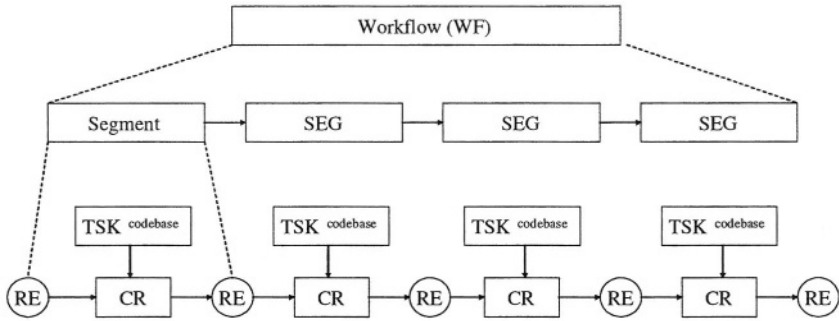 Workflow (WF)
Segment
SEG
SEG
SEG
TSK codebase
TSK codebase
TSK codebase
TSK codebase
RE
CR
RE
CR
RE
CR
RE
CR
RE